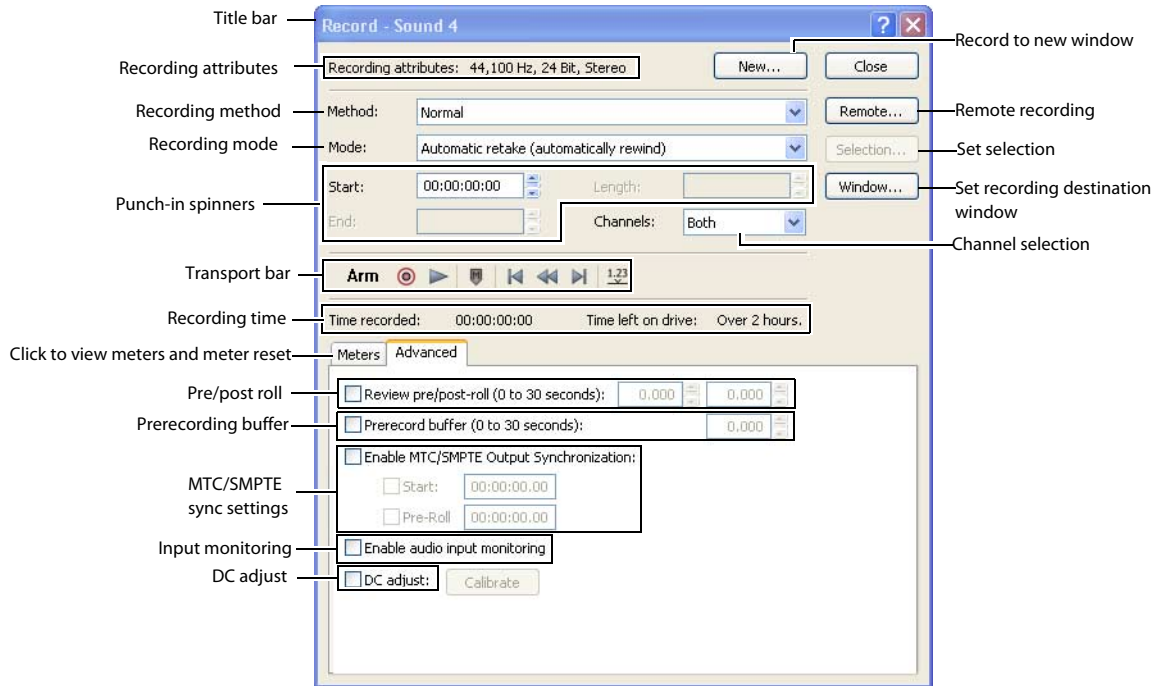 Title bar
Record - Sound 4
Record to new window
Recording attributes
Recording attributes: 44,100 Hz, 24 Bit, Stereo
New...
Close
Recording method
Method:
Normal
Remote...
Remote recording
Recording mode
Mode:
Automatic retake (automatically rewind)
Selection...
Set selection
Punch-in spinners
Start:
00:00:00:00
Length:
Window...
Set recording destination
window
End:
Channels:
Both
Channel selection
Transport bar
Arm
M
1.23
Recording time
Time recorded: 00:00:00:00
Time left on drive: Over 2 hours.
Click to view meters and meter reset
Meters
Advanced
Pre/post roll
Review pre/post-roll (0 to 30 seconds):
0.000
0.000
Prerecording buffer
Prerecord buffer (0 to 30 seconds):
0.000
MTC/SMPTE
sync settings
Enable MTC/SMPTE Output Synchronization:
Start:
00:00:00.00
Pre-Roll
00:00:00.00
Input monitoring
Enable audio input monitoring
DC adjust
DC adjust:
Calibrate